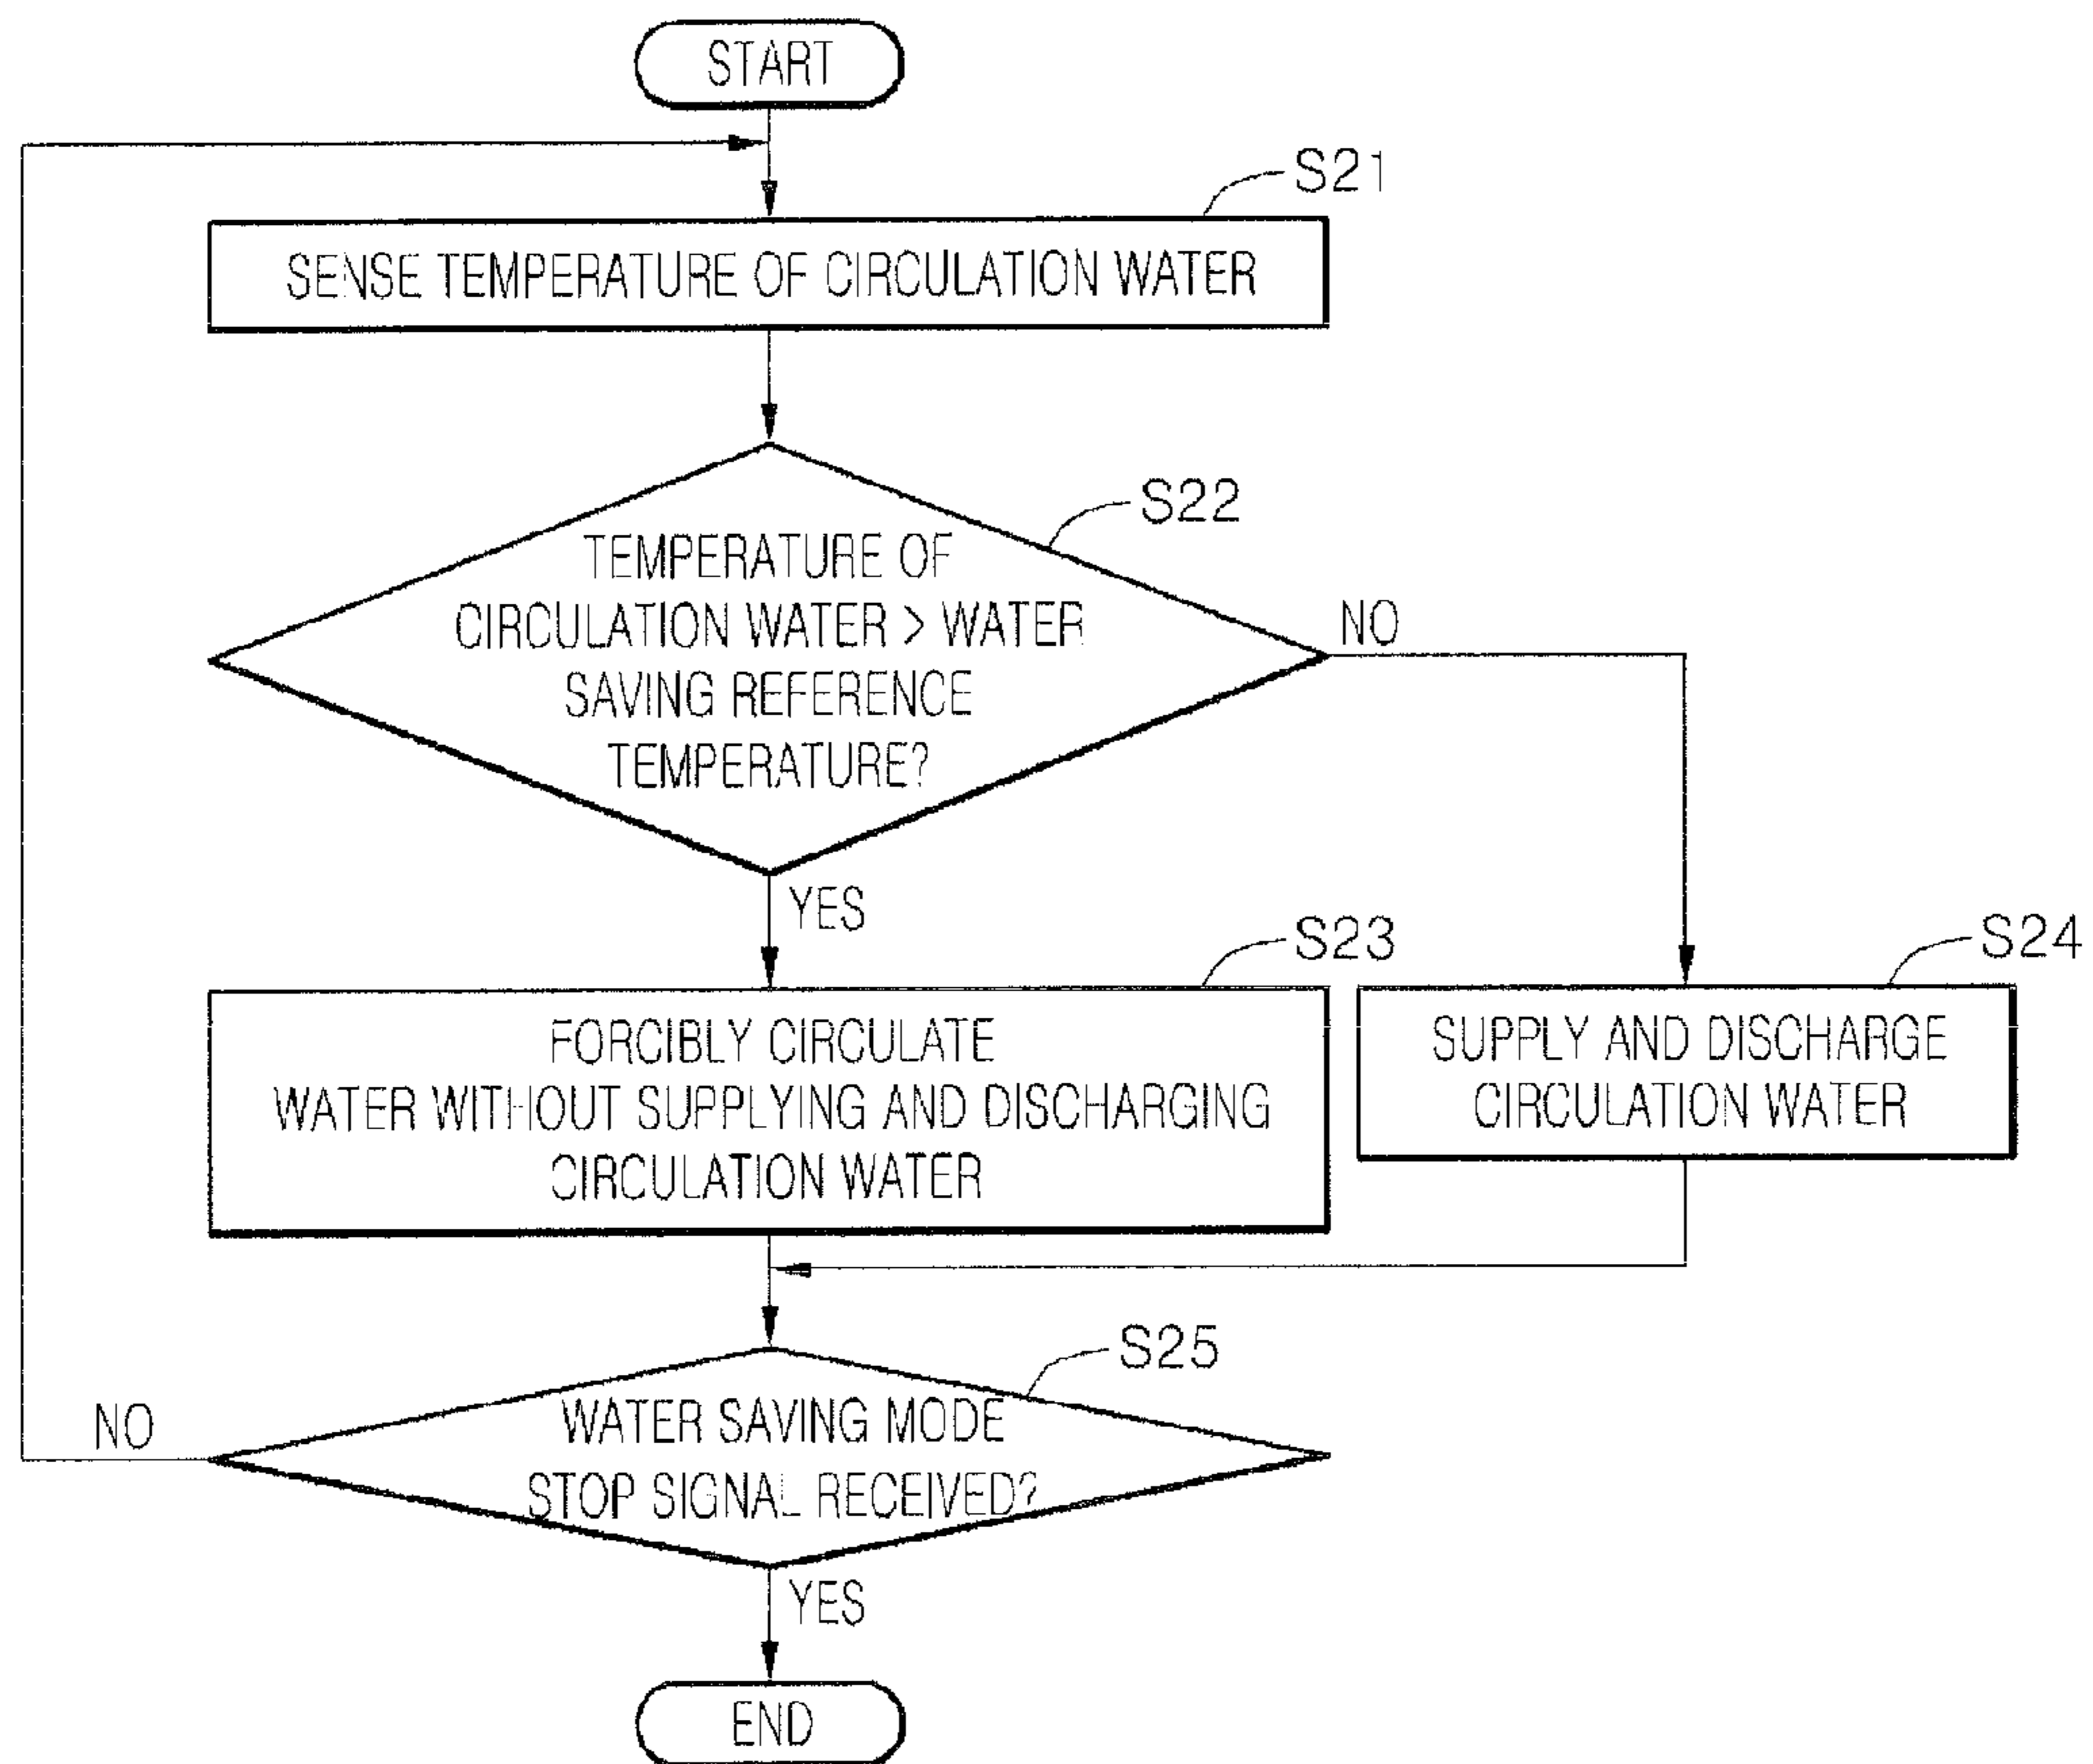 START
S21
SENSE TEMPERATURE OF CIRCULATION WATER
S22
TEMPERATURE OF
CIRCULATION WATER > WATER
SAVING REFERENCE
TEMPERATURE?
NO
YES
S23
FORCIBLY CIRCULATE
WATER WITHOUT SUPPLYING AND DISCHARGING
CIRCULATION WATER
S24
SUPPLY AND DISCHARGE
CIRCULATION WATER
S25
WATER SAVING MODE
STOP SIGNAL RECEIVED?
NO
YES
END